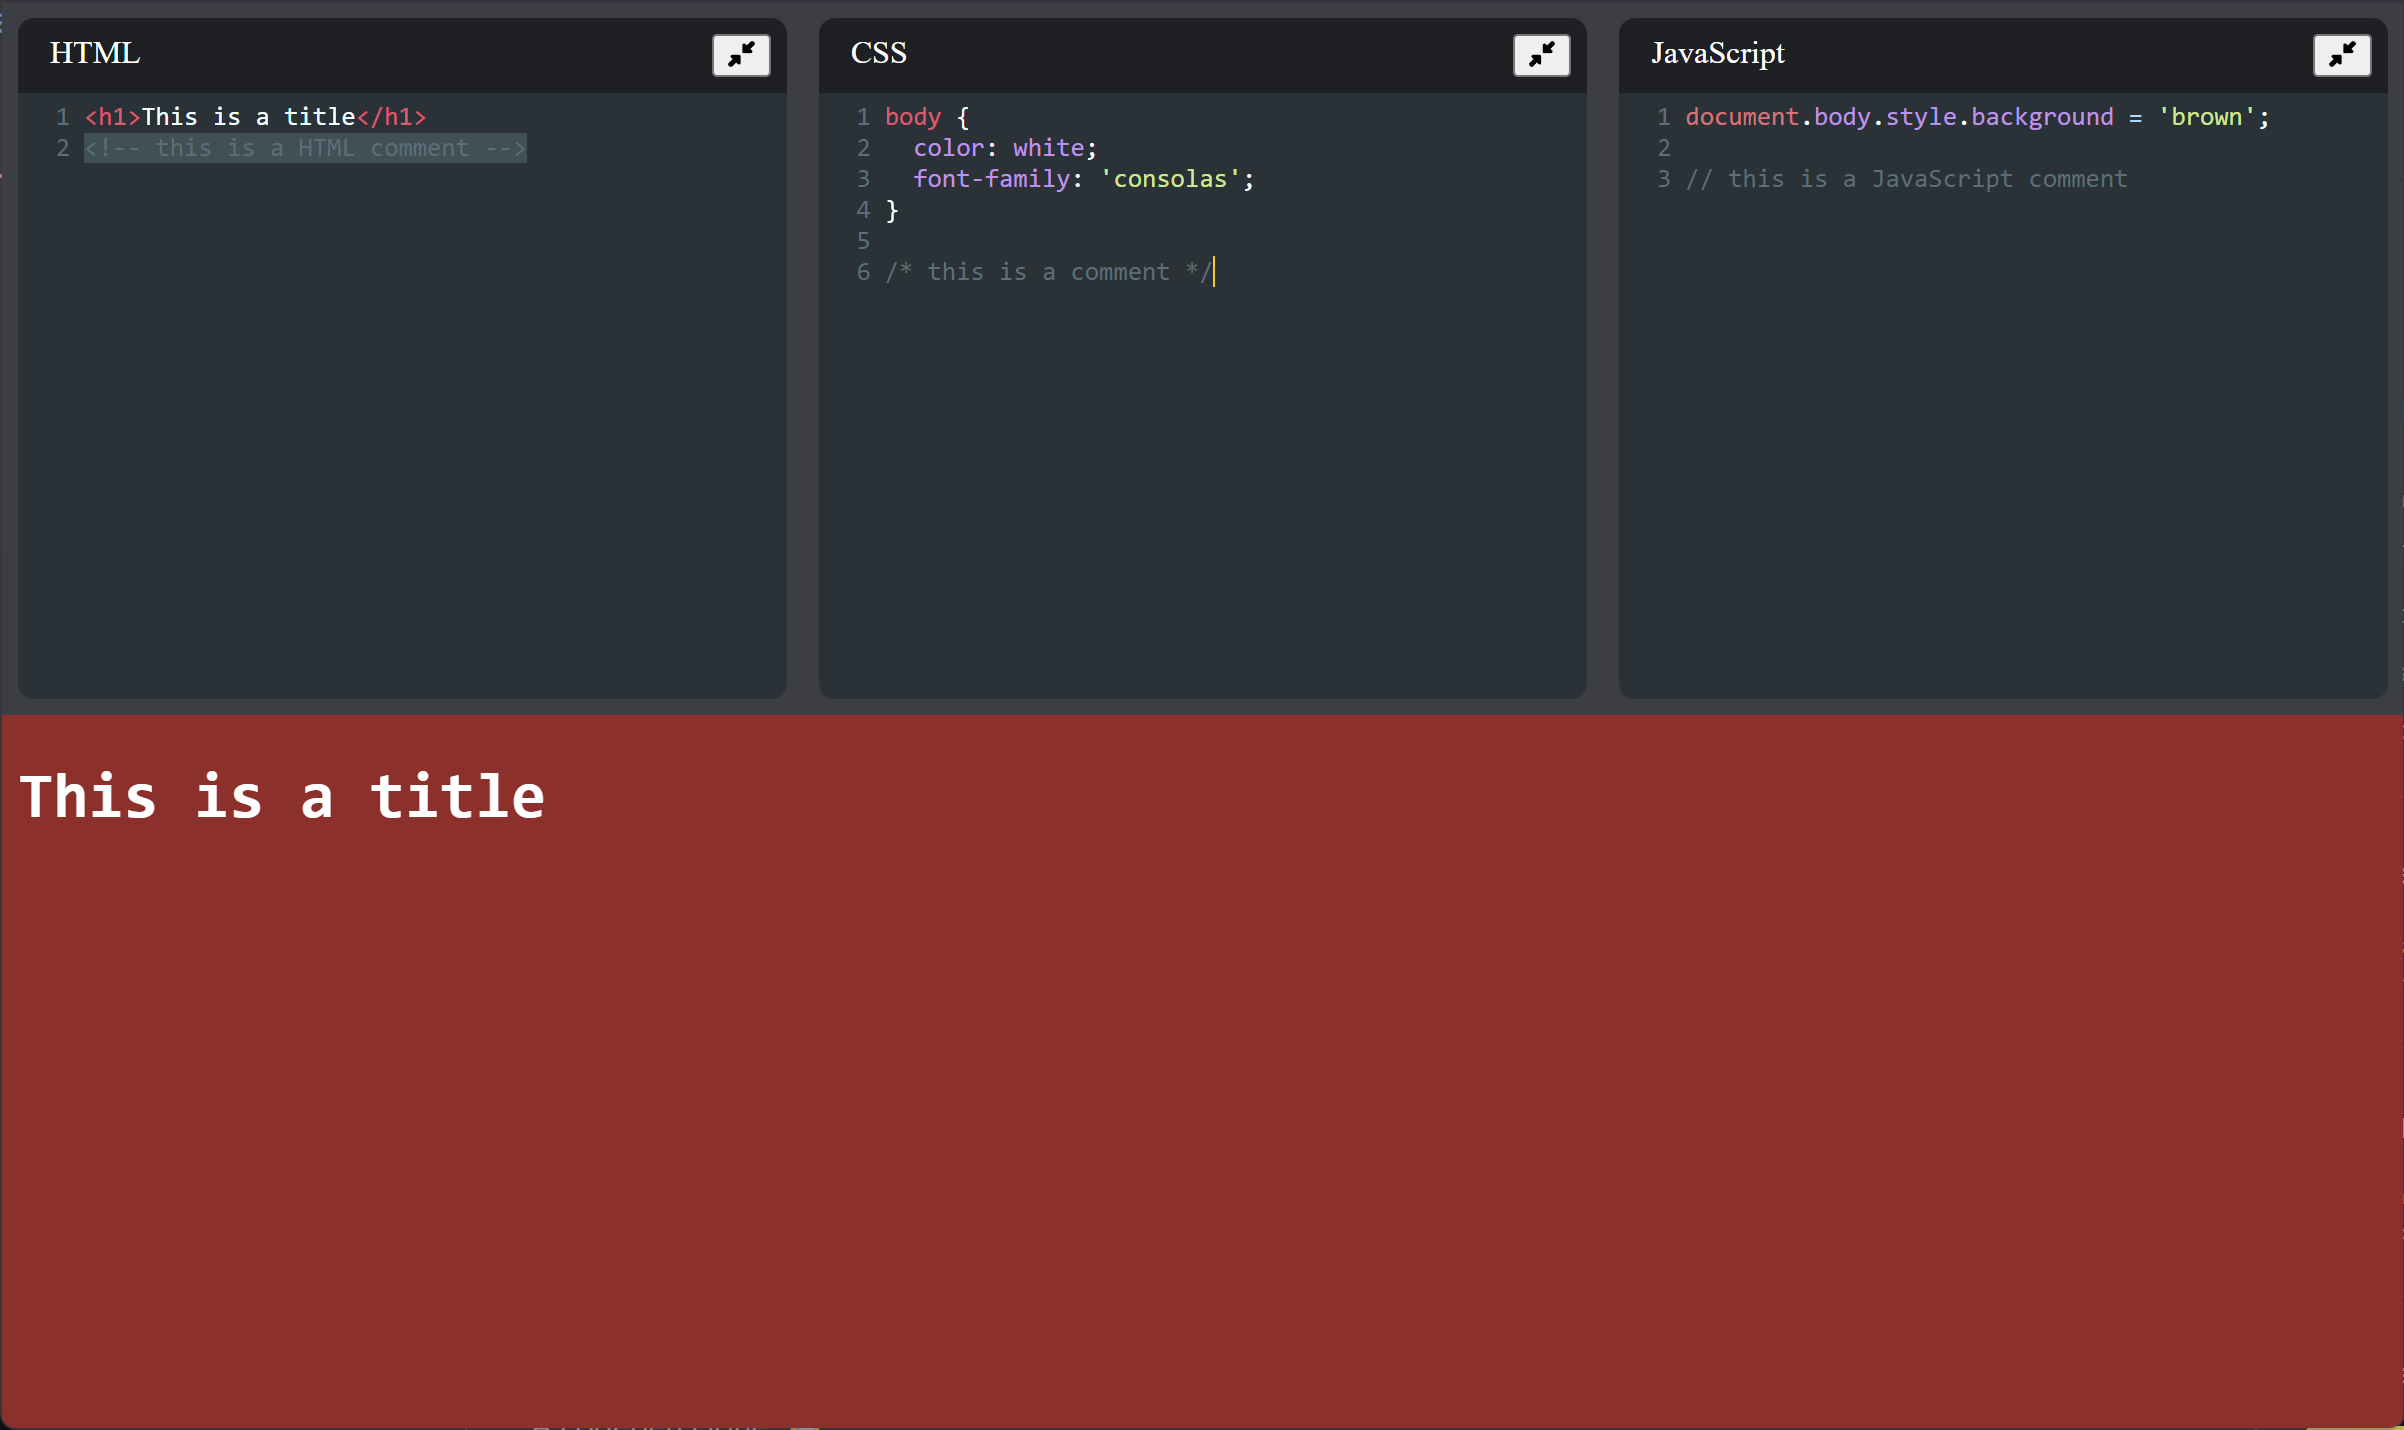 HTML
1 <h1>This is a title</h1>
2 <!-- this is a HTML comment -->
CSS
1 body {
2   color: white;
3   font-family: 'consolas';
4 }
5
6 /* this is a comment */
JavaScript
1 document.body.style.background = 'brown';
2
3 // this is a JavaScript comment
This is a title